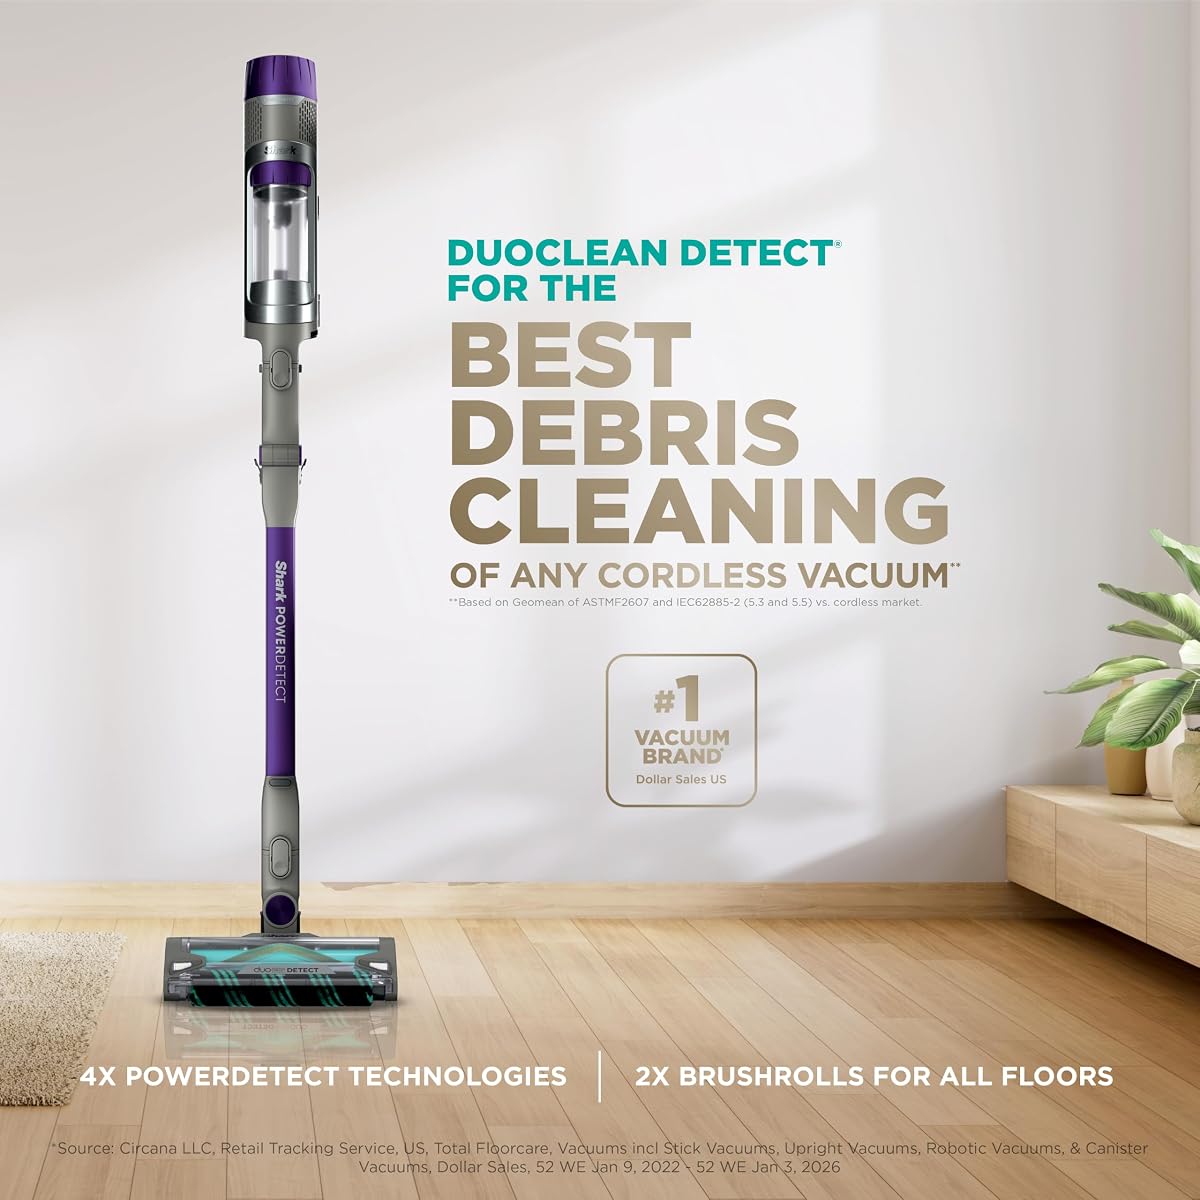 Shark
DUOCLEAN DETECT®
FOR THE
BEST
DEBRIS
CLEANING
OF ANY CORDLESS VACUUM**
**Based on Geomean of ASTMF2607 and IEC62885-2 (5.3 and 5.5) vs. cordless market.
Shark POWERDETECT
#1
VACUUM
BRAND*
Dollar Sales US
DUOCLEAN DETECT
4X POWERDETECT TECHNOLOGIES
2X BRUSHROLLS FOR ALL FLOORS
*Source: Circana LLC, Retail Tracking Service, US, Total Floorcare, Vacuums incl Stick Vacuums, Upright Vacuums, Robotic Vacuums, & Canister
Vacuums, Dollar Sales, 52 WE Jan 9, 2022 - 52 WE Jan 3, 2026